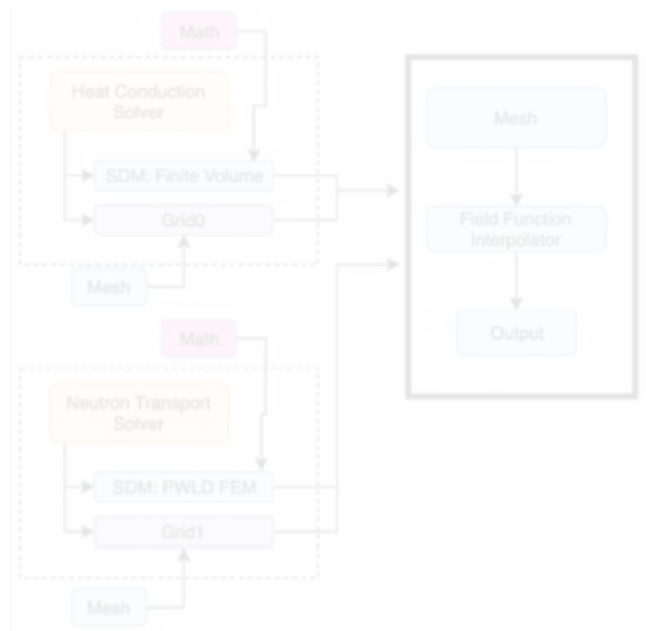 Math
Heat Conduction
Solver
SDM: Finite Volume
Grid0
Mesh
Math
Neutron Transport
Solver
SDM: PWLD FEM
Grid1
Mesh
Mesh
Field Function
Interpolator
Output